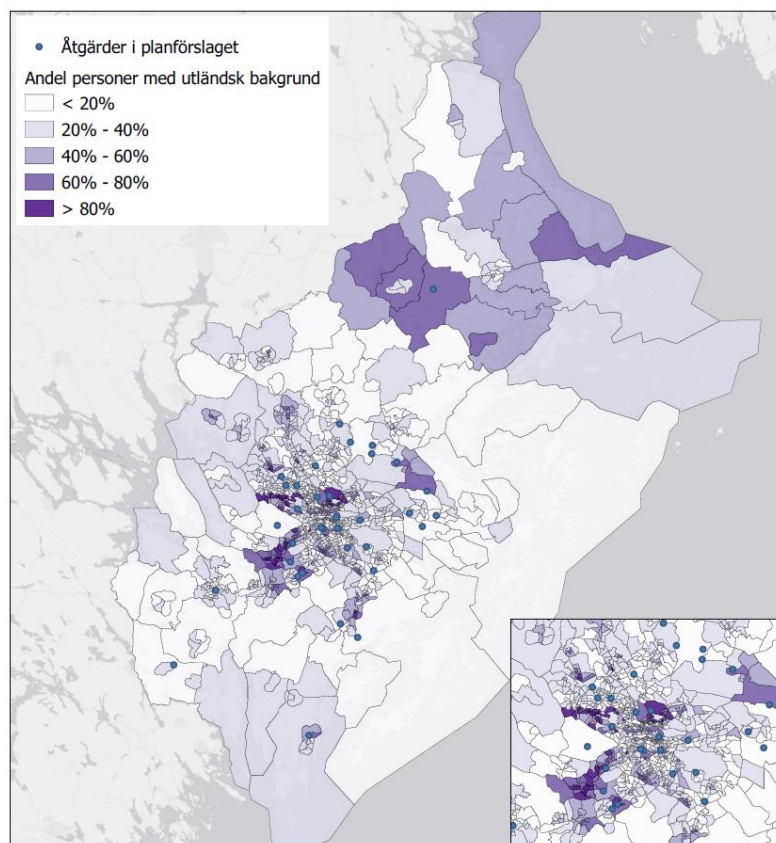 Åtgärder i planförslaget
Andel personer med utländsk bakgrund
< 20%
20% - 40%
40% - 60%
60% - 80%
> 80%